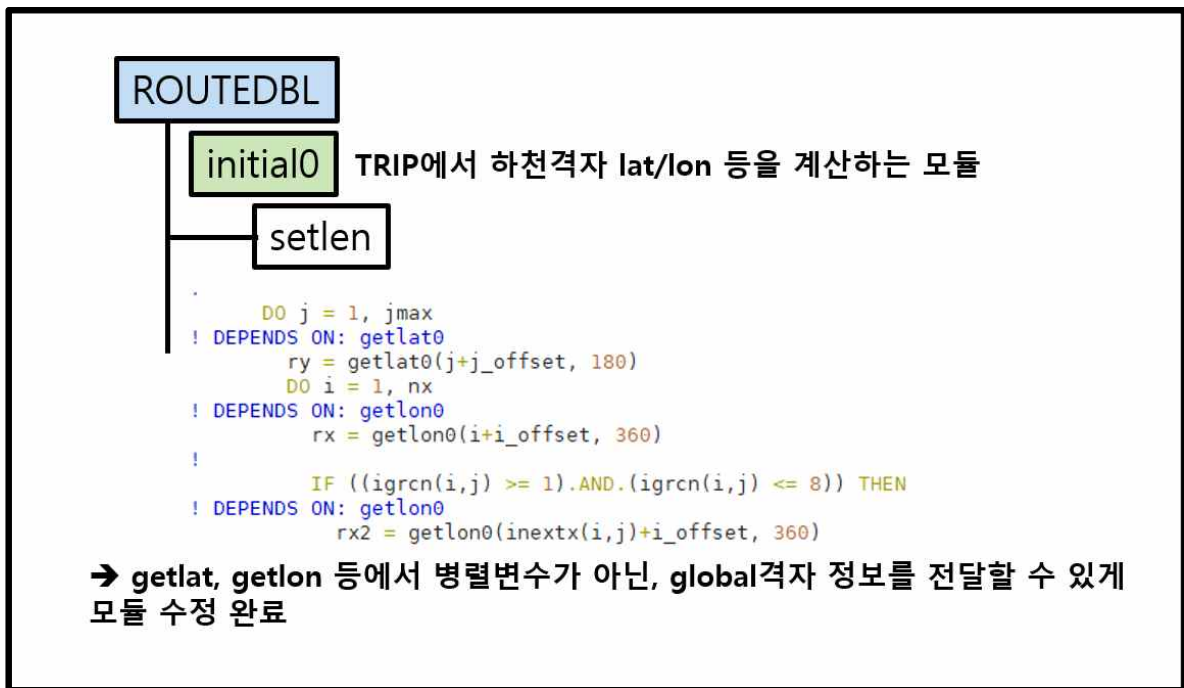 ROUTEDBL
initial0 TRIP에서 하천격자 lat/lon 등을 계산하는 모듈
setlen
.
DO j = 1, jmax
! DEPENDS ON: getlat0
ry = getlat0(j+j_offset, 180)
DO i = 1, nx
! DEPENDS ON: getlon0
rx = getlon0(i+i_offset, 360)
!
IF ((igrcn(i,j) >= 1).AND.(igrcn(i,j) <= 8)) THEN
! DEPENDS ON: getlon0
rx2 = getlon0(inextx(i,j)+i_offset, 360)
➔ getlat, getlon 등에서 병렬변수가 아닌, global격자 정보를 전달할 수 있게
모듈 수정 완료